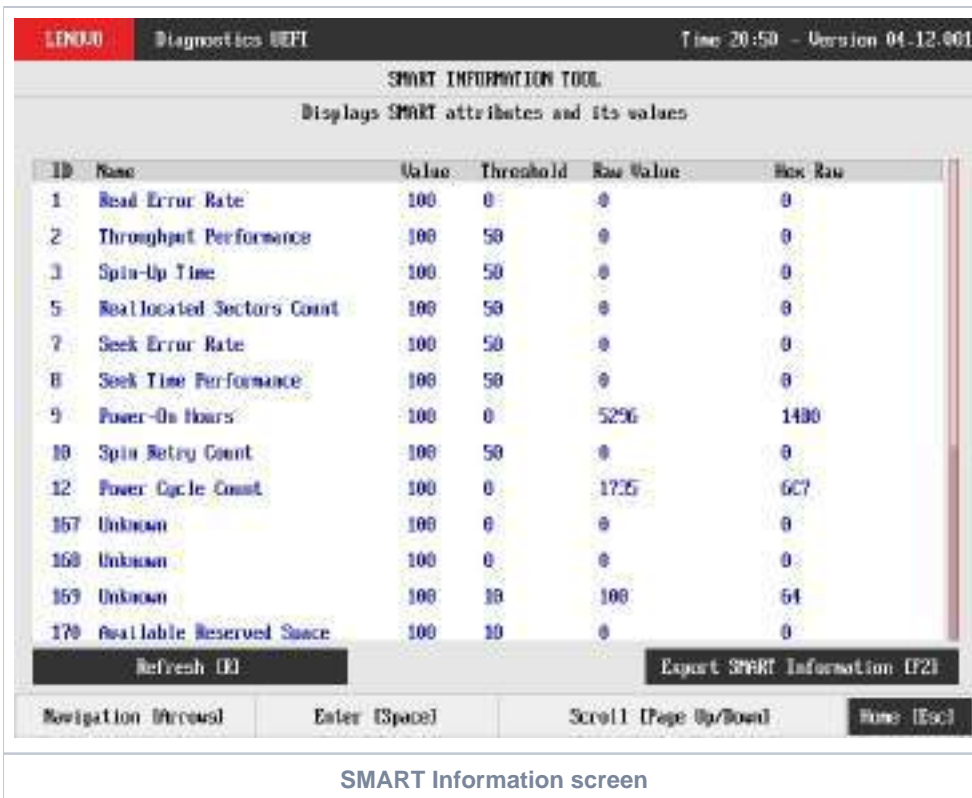 LENOVO Diagnostics UEFI Time 20:50 - Version 04.12.001
SMART INFORMATION TOOL
Displays SMART attributes and its values
ID Name Value Threshold Raw Value Hex Raw
1 Read Error Rate 100 0 0 0
2 Throughput Performance 100 50 0 0
3 Spin-Up Time 100 50 0 0
5 Reallocated Sectors Count 100 50 0 0
7 Seek Error Rate 100 50 0 0
8 Seek Time Performance 100 50 0 0
9 Power-On Hours 100 0 5296 14B0
10 Spin Retry Count 100 50 0 0
12 Power Cycle Count 100 0 1735 6C7
167 Unknown 100 0 0 0
168 Unknown 100 0 0 0
169 Unknown 100 10 100 64
170 Available Reserved Space 100 10 0 0
Refresh [R] Export SMART Information [F2]
Navigation [Arrows] Enter [Space] Scroll [Page Up/Down] Home [Esc]
SMART Information screen